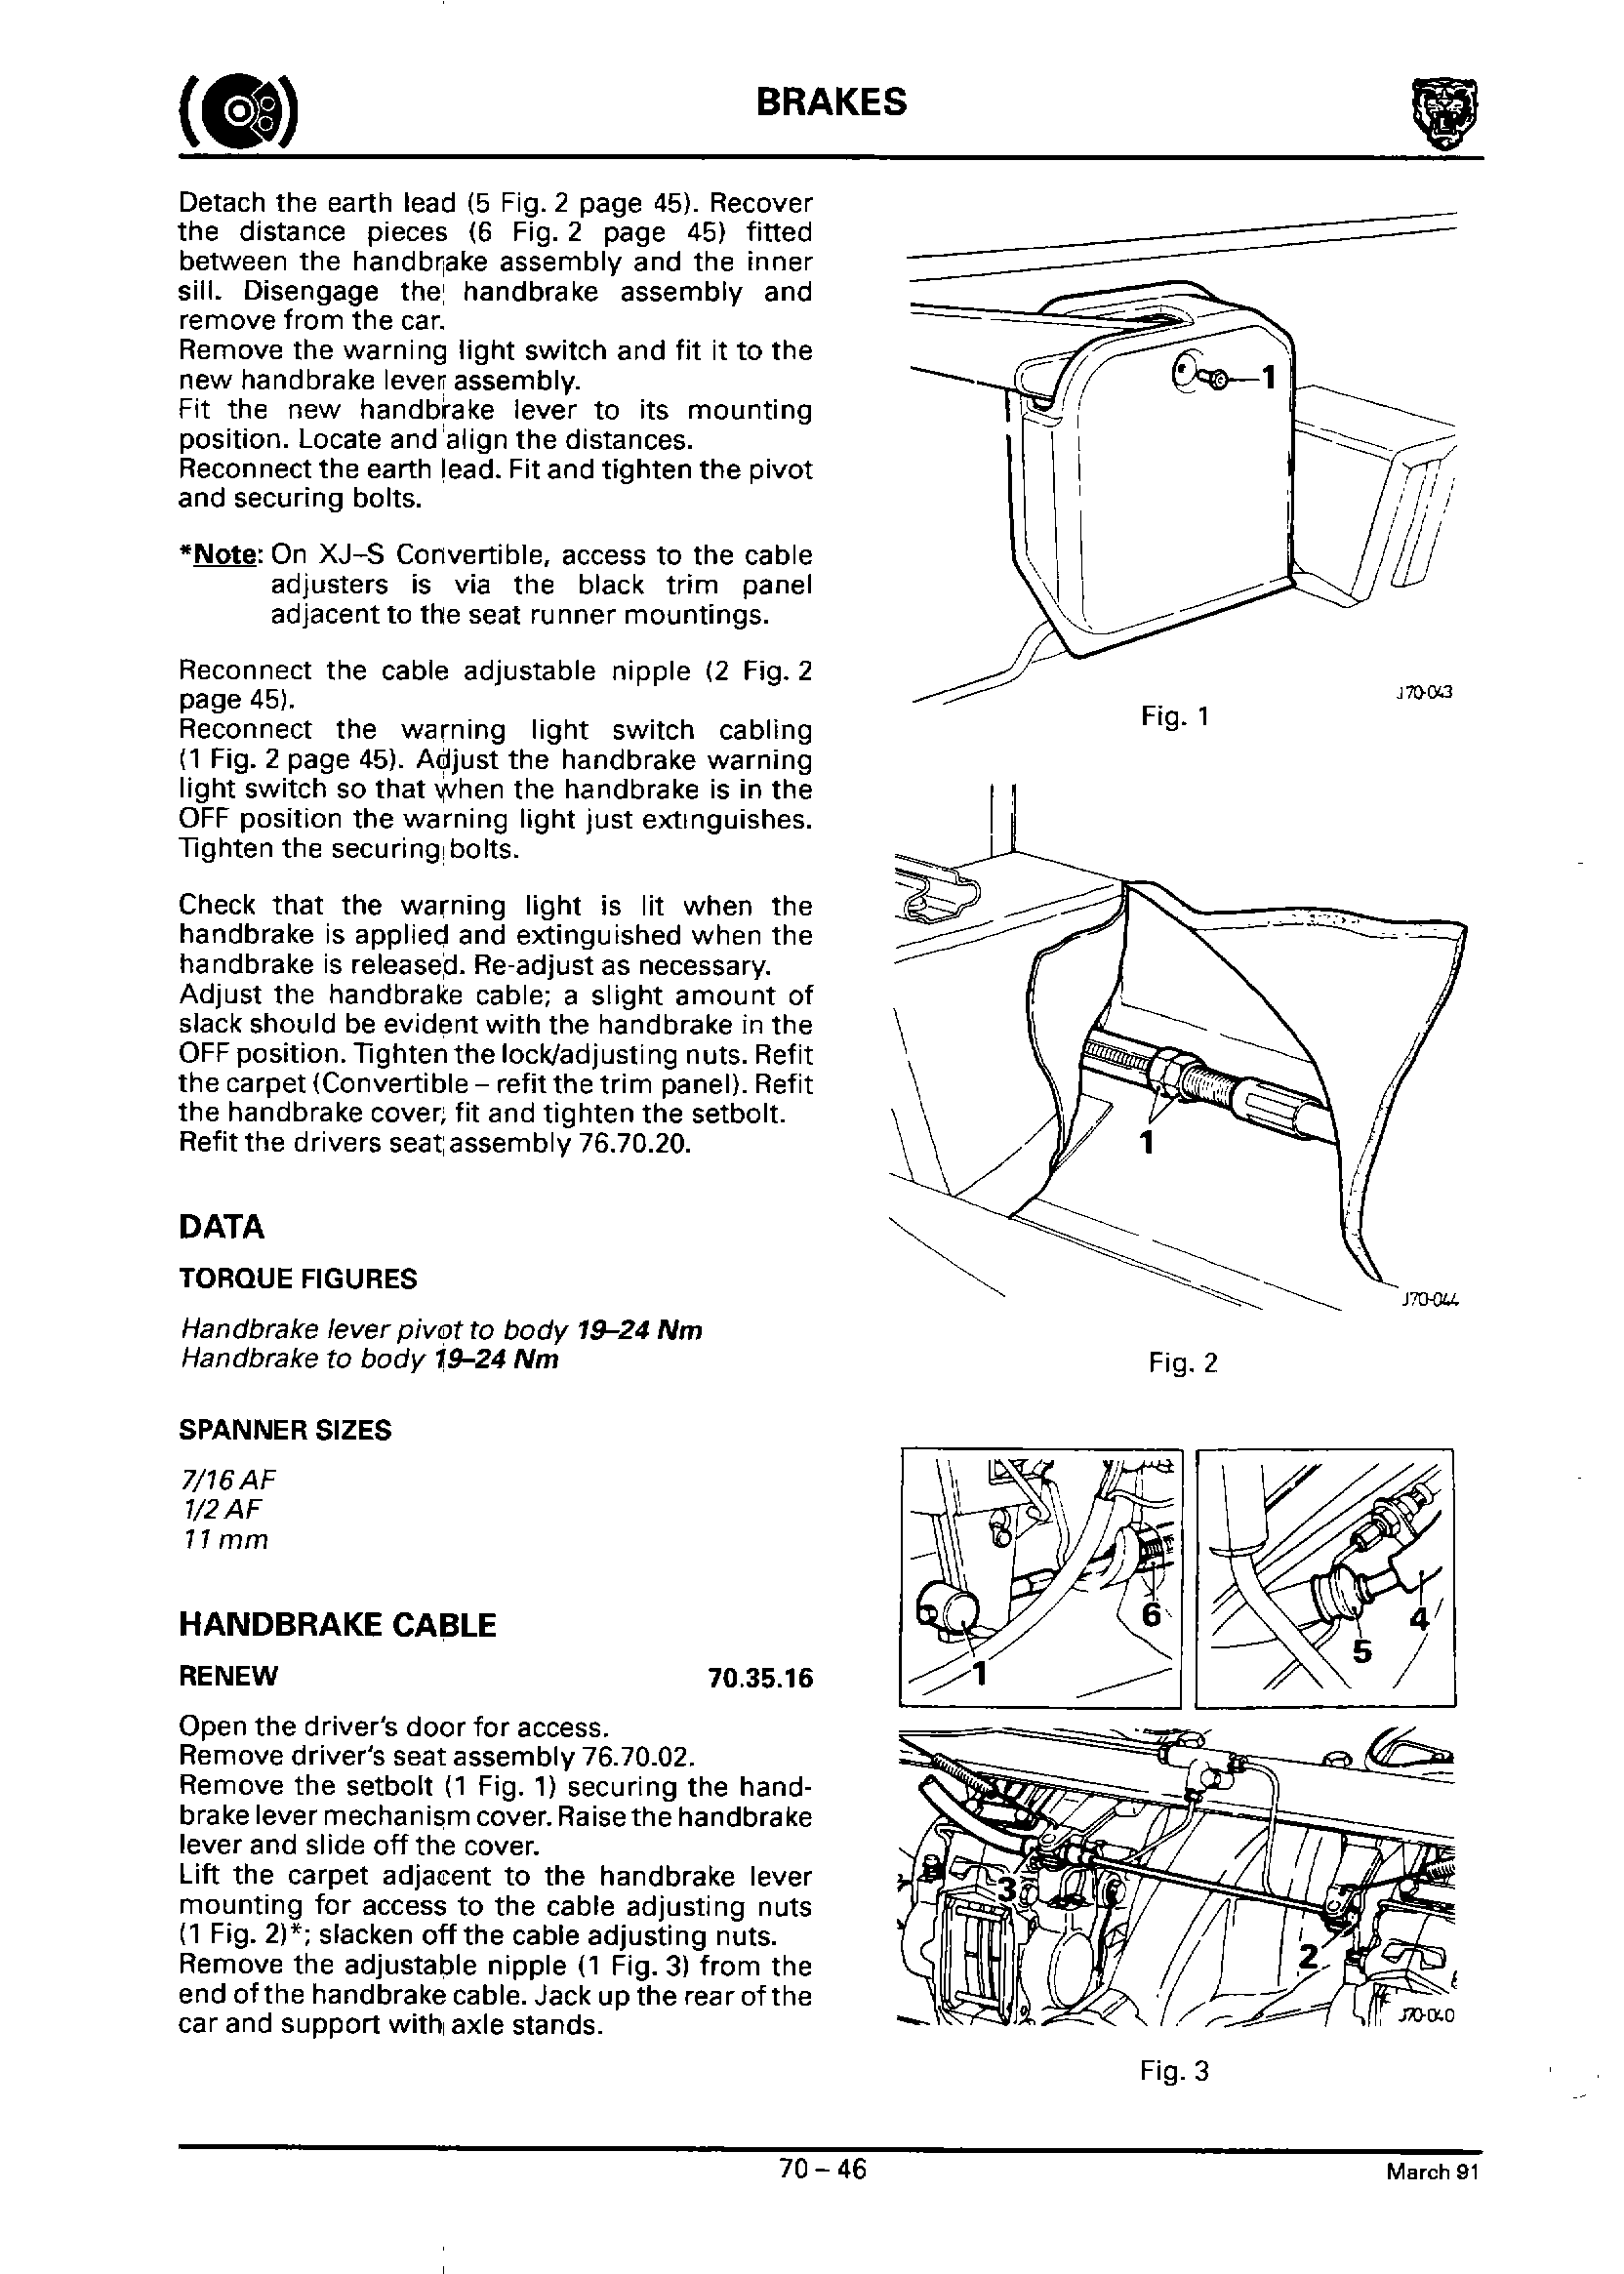 BRAKES
Detach the earth lead (5 Fig. 2 page 45). Recover
the distance pieces (6 Fig. 2 page 45) fitted
between the handbrake assembly and the inner
sill. Disengage the handbrake assembly and
remove from the car.
Remove the warning light switch and fit it to the
new handbrake lever assembly.
Fit the new handbrake lever to its mounting
position. Locate and align the distances.
Reconnect the earth lead. Fit and tighten the pivot
and securing bolts.
*Note: On XJ–S Convertible, access to the cable
adjusters is via the black trim panel
adjacent to the seat runner mountings.
Reconnect the cable adjustable nipple (2 Fig. 2
page 45).
Reconnect the warning light switch cabling
(1 Fig. 2 page 45). Adjust the handbrake warning
light switch so that when the handbrake is in the
OFF position the warning light just extinguishes.
Tighten the securing bolts.
Check that the warning light is lit when the
handbrake is applied and extinguished when the
handbrake is released. Re-adjust as necessary.
Adjust the handbrake cable; a slight amount of
slack should be evident with the handbrake in the
OFF position. Tighten the lock/adjusting nuts. Refit
the carpet (Convertible – refit the trim panel). Refit
the handbrake cover; fit and tighten the setbolt.
Refit the drivers seat assembly 76.70.20.
DATA
TORQUE FIGURES
Handbrake lever pivot to body 19–24 Nm
Handbrake to body 19–24 Nm
SPANNER SIZES
7/16 AF
1/2 AF
11 mm
HANDBRAKE CABLE
RENEW 70.35.16
Open the driver's door for access.
Remove driver's seat assembly 76.70.02.
Remove the setbolt (1 Fig. 1) securing the hand-
brake lever mechanism cover. Raise the handbrake
lever and slide off the cover.
Lift the carpet adjacent to the handbrake lever
mounting for access to the cable adjusting nuts
(1 Fig. 2)*; slacken off the cable adjusting nuts.
Remove the adjustable nipple (1 Fig. 3) from the
end of the handbrake cable. Jack up the rear of the
car and support with axle stands.
1
J70-043
Fig. 1
1
J70-044
Fig. 2
6
1
4
5
3
2
J70-040
Fig. 3
70 – 46
March 91